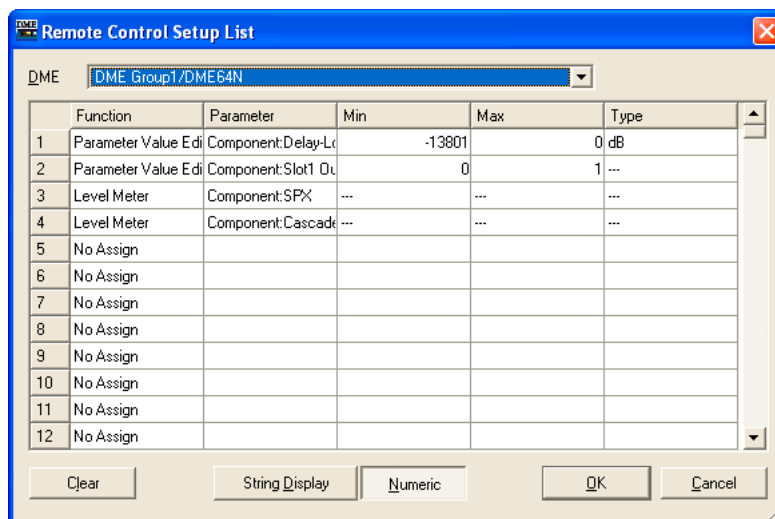 DME Remote Control Setup List
DME DME Group1/DME64N
Function Parameter Min Max Type
1 Parameter Value Edi Component:Delay-Lo -13801 0 dB
2 Parameter Value Edi Component:Slot1 Ou 0 1 ---
3 Level Meter Component:SPX --- --- ---
4 Level Meter Component:Cascade --- --- ---
5 No Assign
6 No Assign
7 No Assign
8 No Assign
9 No Assign
10 No Assign
11 No Assign
12 No Assign
Clear String Display Numeric OK Cancel